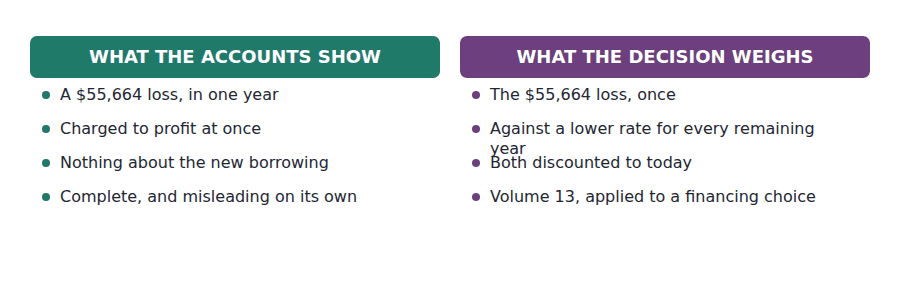 WHAT THE ACCOUNTS SHOW
A $55,664 loss, in one year
Charged to profit at once
Nothing about the new borrowing
Complete, and misleading on its own
WHAT THE DECISION WEIGHS
The $55,664 loss, once
Against a lower rate for every remaining
year
Both discounted to today
Volume 13, applied to a financing choice